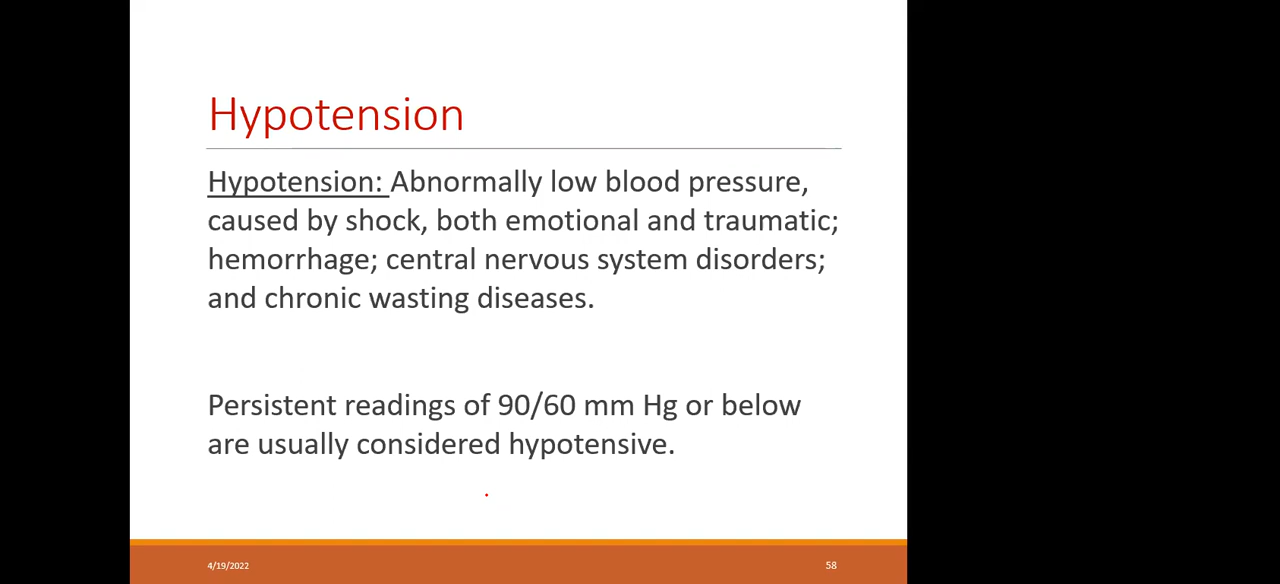 Hypotension
Hypotension: Abnormally low blood pressure,
caused by shock, both emotional and traumatic;
hemorrhage; central nervous system disorders;
and chronic wasting diseases.
Persistent readings of 90/60 mm Hg or below
are usually considered hypotensive.
4/19/2022
58